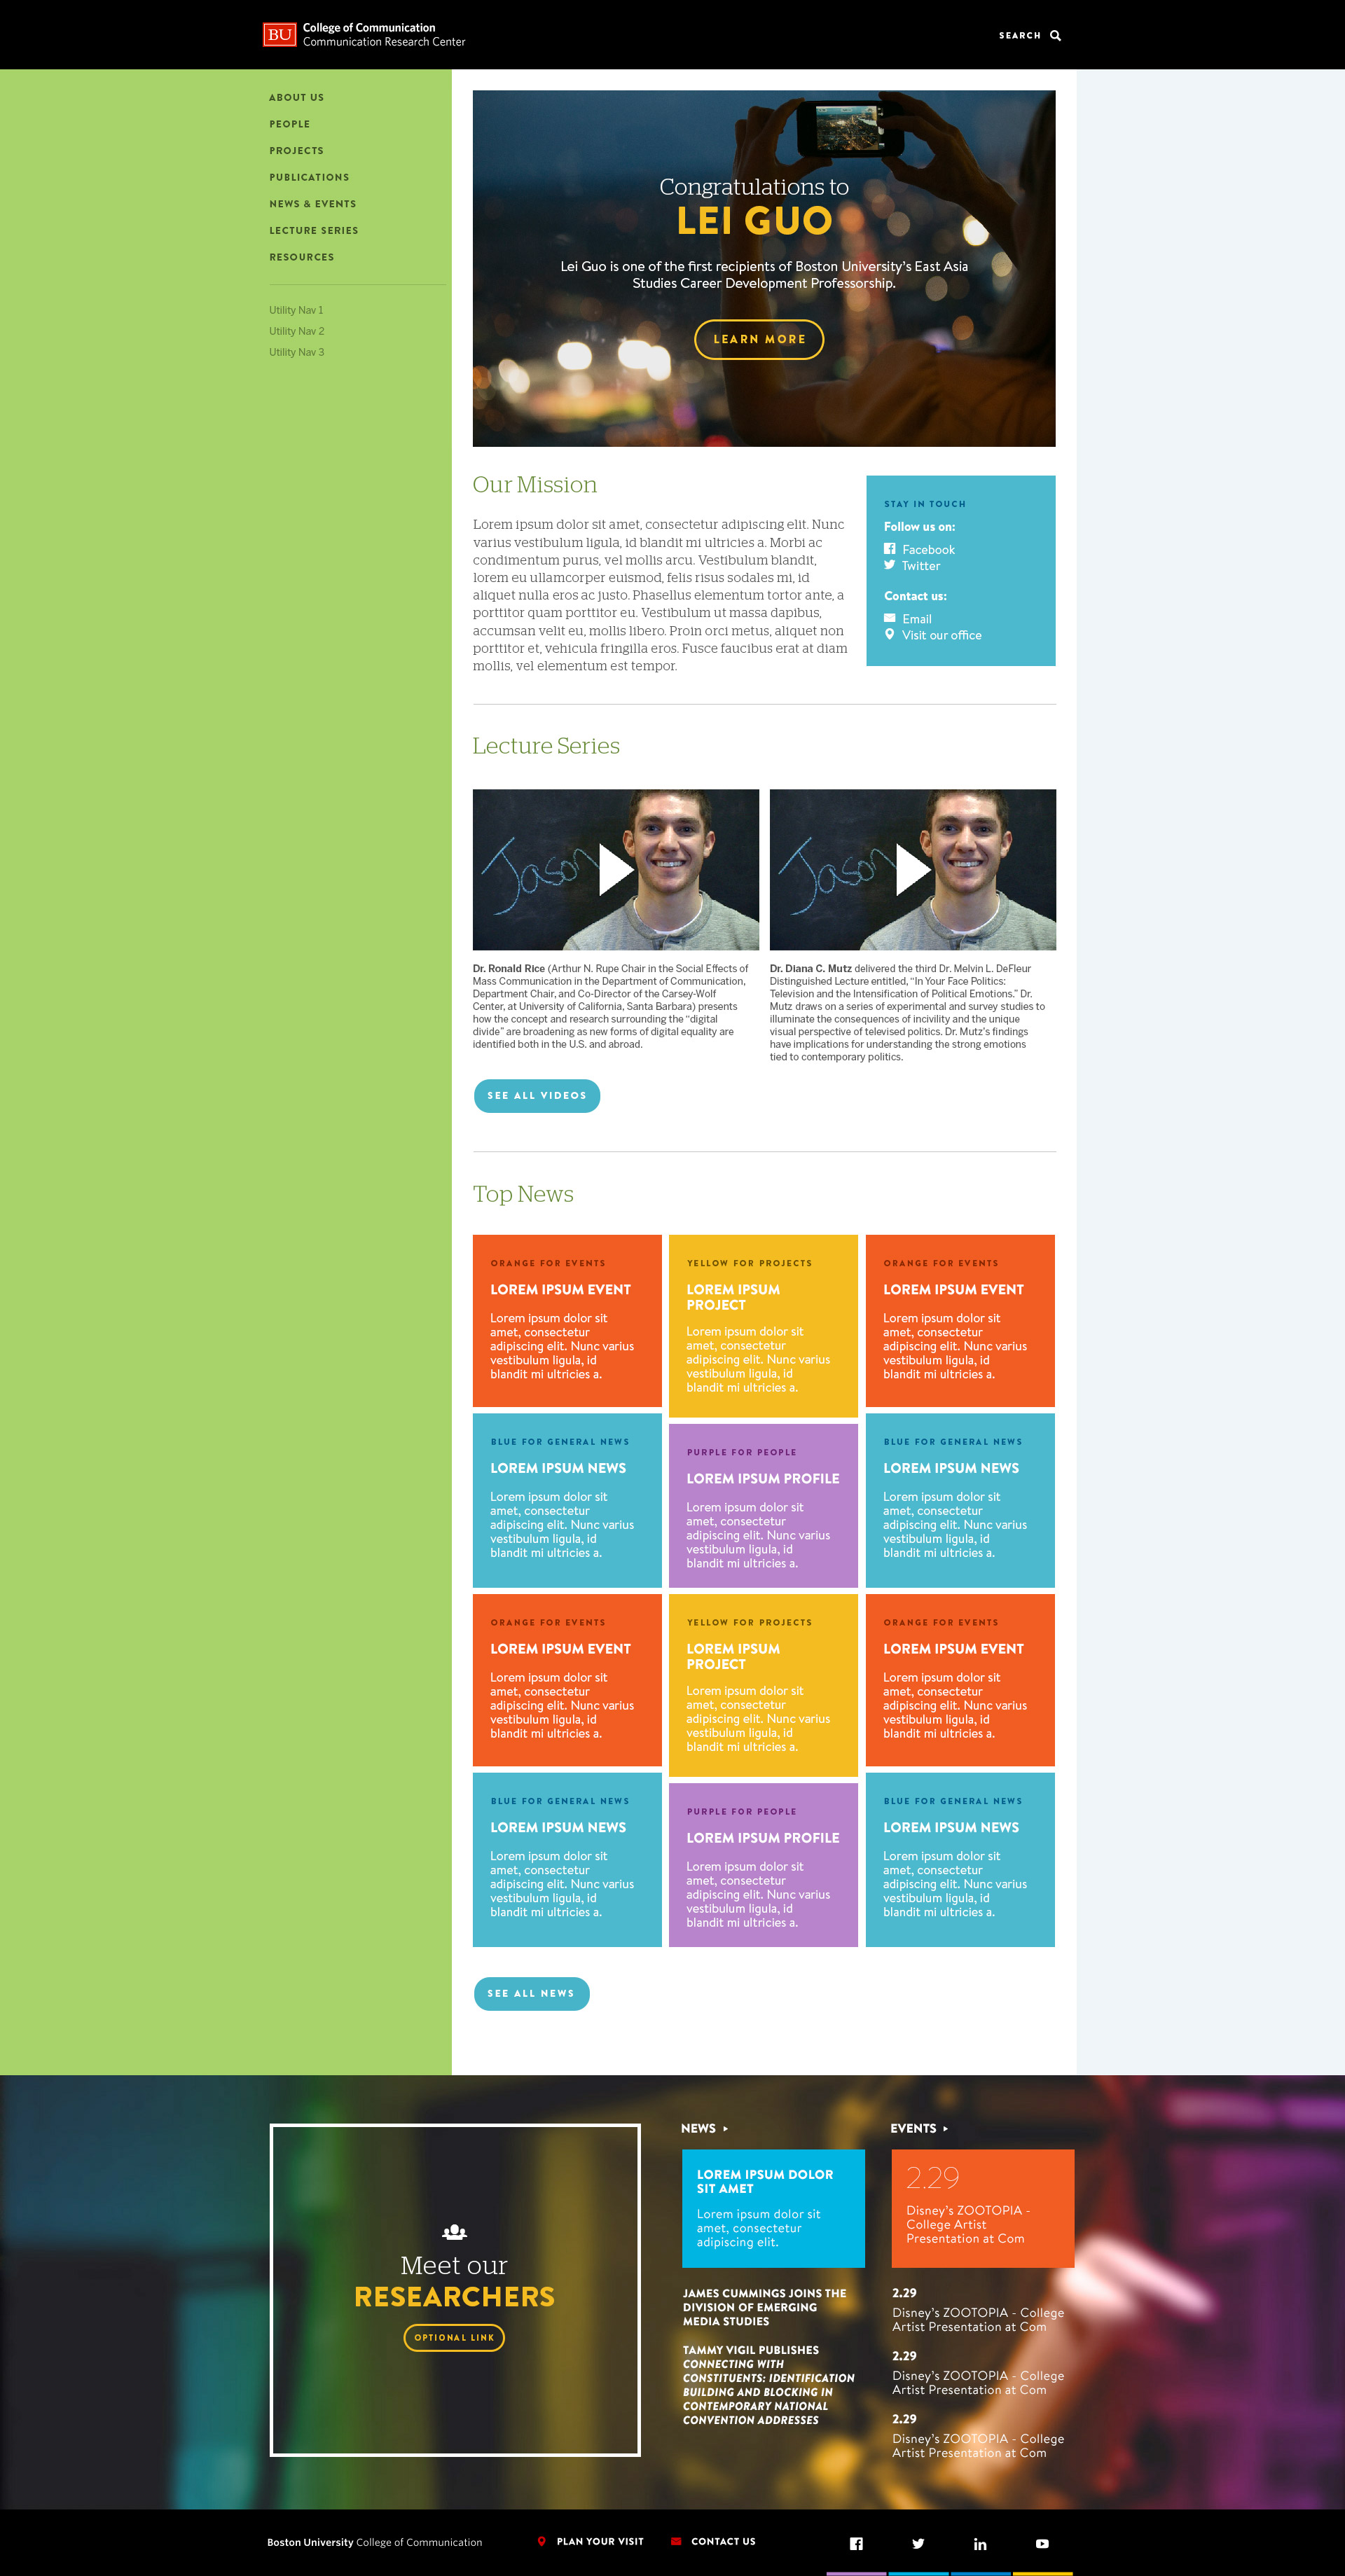 BU
College of Communication
Communication Research Center
SEARCH
ABOUT US
PEOPLE
PROJECTS
PUBLICATIONS
NEWS & EVENTS
LECTURE SERIES
RESOURCES
Utility Nav 1
Utility Nav 2
Utility Nav 3
Congratulations to
LEI GUO
Lei Guo is one of the first recipients of Boston University's East Asia
Studies Career Development Professorship.
LEARN MORE
Our Mission
Lorem ipsum dolor sit amet, consectetur adipiscing elit. Nunc
varius vestibulum ligula, id blandit mi ultricies a. Morbi ac
condimentum purus, vel mollis arcu. Vestibulum blandit,
lorem eu ullamcorper euismod, felis risus sodales mi, id
aliquet nulla eros ac justo. Phasellus elementum tortor ante, a
porttitor quam porttitor eu. Vestibulum ut massa dapibus,
accumsan velit eu, mollis libero. Proin orci metus, aliquet non
porttitor et, vehicula fringilla eros. Fusce faucibus erat at diam
mollis, vel elementum est tempor.
STAY IN TOUCH
Follow us on:
Facebook
Twitter
Contact us:
Email
Visit our office
Lecture Series
Jason
Jason
Dr. Ronald Rice (Arthur N. Rupe Chair in the Social Effects of
Mass Communication in the Department of Communication,
Department Chair, and Co-Director of the Carsey-Wolf
Center, at University of California, Santa Barbara) presents
how the concept and research surrounding the "digital
divide" are broadening as new forms of digital equality are
identified both in the U.S. and abroad.
Dr. Diana C. Mutz delivered the third Dr. Melvin L. DeFleur
Distinguished Lecture entitled, "In Your Face Politics:
Television and the Intensification of Political Emotions." Dr.
Mutz draws on a series of experimental and survey studies to
illuminate the consequences of incivility and the unique
visual perspective of televised politics. Dr. Mutz's findings
have implications for understanding the strong emotions
tied to contemporary politics.
SEE ALL VIDEOS
Top News
ORANGE FOR EVENTS
LOREM IPSUM EVENT
Lorem ipsum dolor sit
amet, consectetur
adipiscing elit. Nunc varius
vestibulum ligula, id
blandit mi ultricies a.
YELLOW FOR PROJECTS
LOREM IPSUM
PROJECT
Lorem ipsum dolor sit
amet, consectetur
adipiscing elit. Nunc varius
vestibulum ligula, id
blandit mi ultricies a.
ORANGE FOR EVENTS
LOREM IPSUM EVENT
Lorem ipsum dolor sit
amet, consectetur
adipiscing elit. Nunc varius
vestibulum ligula, id
blandit mi ultricies a.
BLUE FOR GENERAL NEWS
LOREM IPSUM NEWS
Lorem ipsum dolor sit
amet, consectetur
adipiscing elit. Nunc varius
vestibulum ligula, id
blandit mi ultricies a.
PURPLE FOR PEOPLE
LOREM IPSUM PROFILE
Lorem ipsum dolor sit
amet, consectetur
adipiscing elit. Nunc varius
vestibulum ligula, id
blandit mi ultricies a.
BLUE FOR GENERAL NEWS
LOREM IPSUM NEWS
Lorem ipsum dolor sit
amet, consectetur
adipiscing elit. Nunc varius
vestibulum ligula, id
blandit mi ultricies a.
ORANGE FOR EVENTS
LOREM IPSUM EVENT
Lorem ipsum dolor sit
amet, consectetur
adipiscing elit. Nunc varius
vestibulum ligula, id
blandit mi ultricies a.
YELLOW FOR PROJECTS
LOREM IPSUM
PROJECT
Lorem ipsum dolor sit
amet, consectetur
adipiscing elit. Nunc varius
vestibulum ligula, id
blandit mi ultricies a.
ORANGE FOR EVENTS
LOREM IPSUM EVENT
Lorem ipsum dolor sit
amet, consectetur
adipiscing elit. Nunc varius
vestibulum ligula, id
blandit mi ultricies a.
BLUE FOR GENERAL NEWS
LOREM IPSUM NEWS
Lorem ipsum dolor sit
amet, consectetur
adipiscing elit. Nunc varius
vestibulum ligula, id
blandit mi ultricies a.
PURPLE FOR PEOPLE
LOREM IPSUM PROFILE
Lorem ipsum dolor sit
amet, consectetur
adipiscing elit. Nunc varius
vestibulum ligula, id
blandit mi ultricies a.
BLUE FOR GENERAL NEWS
LOREM IPSUM NEWS
Lorem ipsum dolor sit
amet, consectetur
adipiscing elit. Nunc varius
vestibulum ligula, id
blandit mi ultricies a.
SEE ALL NEWS
Meet our
RESEARCHERS
OPTIONAL LINK
NEWS
LOREM IPSUM DOLOR
SIT AMET
Lorem ipsum dolor sit
amet, consectetur
adipiscing elit.
JAMES CUMMINGS JOINS THE
DIVISION OF EMERGING
MEDIA STUDIES
TAMMY VIGIL PUBLISHES
CONNECTING WITH
CONSTITUENTS: IDENTIFICATION
BUILDING AND BLOCKING IN
CONTEMPORARY NATIONAL
CONVENTION ADDRESSES
EVENTS
2.29
Disney's ZOOTOPIA -
College Artist
Presentation at Com
2.29
Disney's ZOOTOPIA - College
Artist Presentation at Com
2.29
Disney's ZOOTOPIA - College
Artist Presentation at Com
2.29
Disney's ZOOTOPIA - College
Artist Presentation at Com
Boston University College of Communication
PLAN YOUR VISIT
CONTACT US